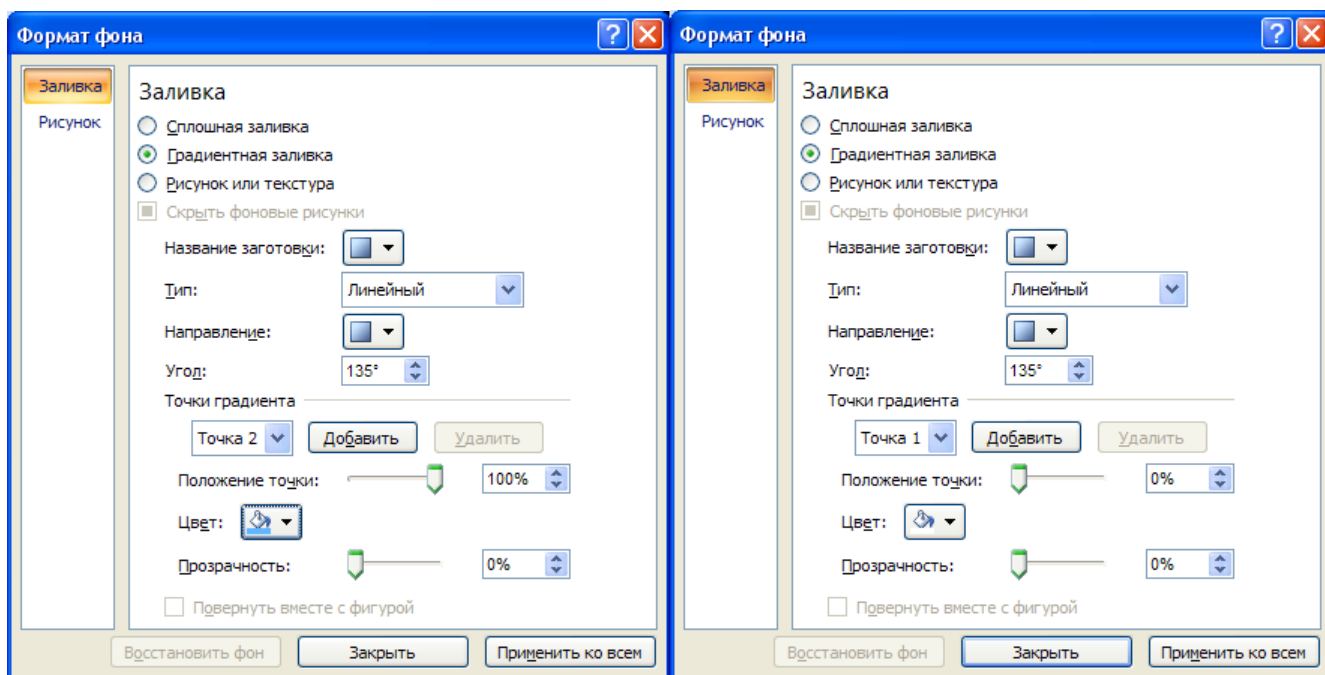 Формат фона
Заливка
Рисунок
Заливка
Сплошная заливка
Градиентная заливка
Рисунок или текстура
Скрыть фоновые рисунки
Название заготовки:
Тип: Линейный
Направление:
Угол: 135°
Точки градиента
Точка 2 Добавить Удалить
Положение точки: 100%
Цвет:
Прозрачность: 0%
Повернуть вместе с фигурой
Восстановить фон Закрыть Применить ко всем
Формат фона
Заливка
Рисунок
Заливка
Сплошная заливка
Градиентная заливка
Рисунок или текстура
Скрыть фоновые рисунки
Название заготовки:
Тип: Линейный
Направление:
Угол: 135°
Точки градиента
Точка 1 Добавить Удалить
Положение точки: 0%
Цвет:
Прозрачность: 0%
Повернуть вместе с фигурой
Восстановить фон Закрыть Применить ко всем